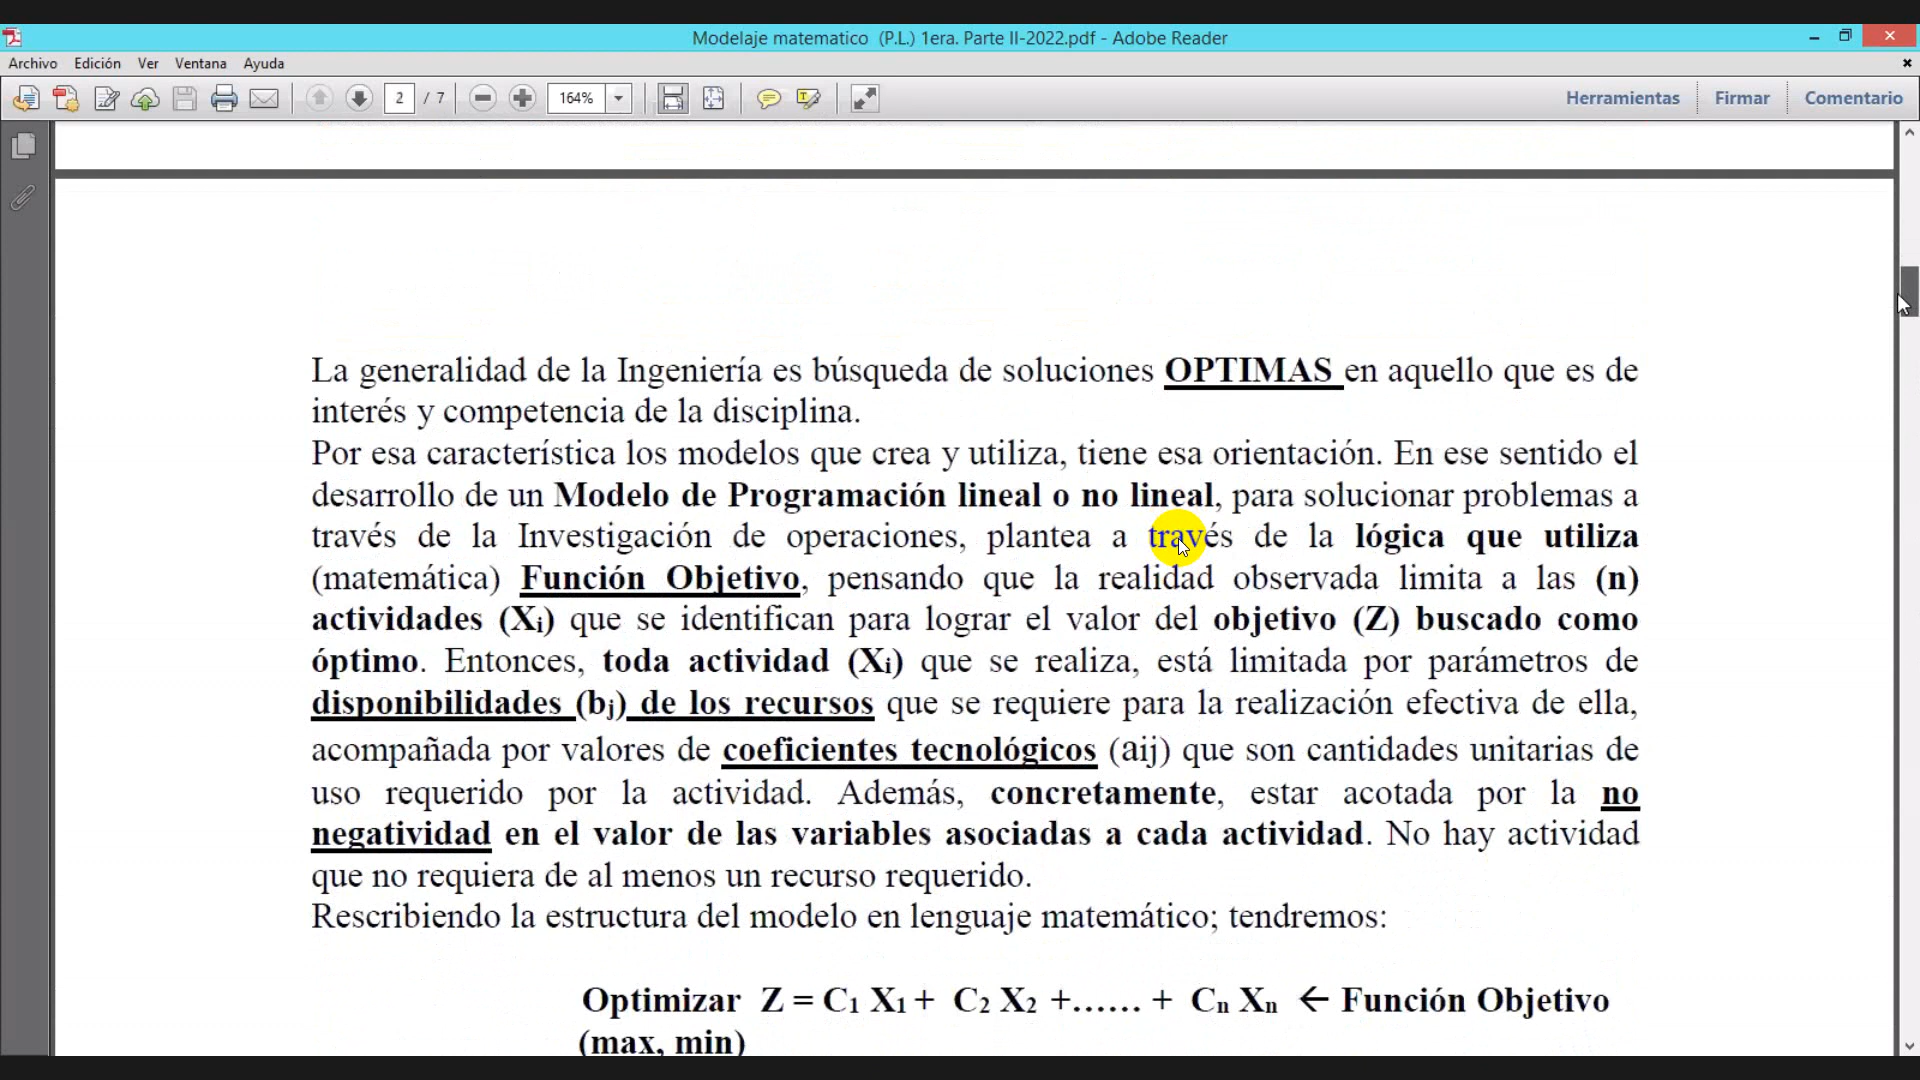 Modelaje matematico (P.L.) 1era. Parte II-2022.pdf - Adobe Reader
Archivo Edición Ver Ventana Ayuda
2 / 7 164% Herramientas Firmar Comentario
La generalidad de la Ingeniería es búsqueda de soluciones OPTIMAS en aquello que es de
interés y competencia de la disciplina.
Por esa característica los modelos que crea y utiliza, tiene esa orientación. En ese sentido el
desarrollo de un Modelo de Programación lineal o no lineal, para solucionar problemas a
través de la Investigación de operaciones, plantea a través de la lógica que utiliza
(matemática) Función Objetivo, pensando que la realidad observada limita a las (n)
actividades (Xi) que se identifican para lograr el valor del objetivo (Z) buscado como
óptimo. Entonces, toda actividad (Xi) que se realiza, está limitada por parámetros de
disponibilidades (bj) de los recursos que se requiere para la realización efectiva de ella,
acompañada por valores de coeficientes tecnológicos (aij) que son cantidades unitarias de
uso requerido por la actividad. Además, concretamente, estar acotada por la no
negatividad en el valor de las variables asociadas a cada actividad. No hay actividad
que no requiera de al menos un recurso requerido.
Rescribiendo la estructura del modelo en lenguaje matemático; tendremos:
Optimizar Z = C1 X1 + C2 X2 +...... + Cn Xn ← Función Objetivo
(max, min)